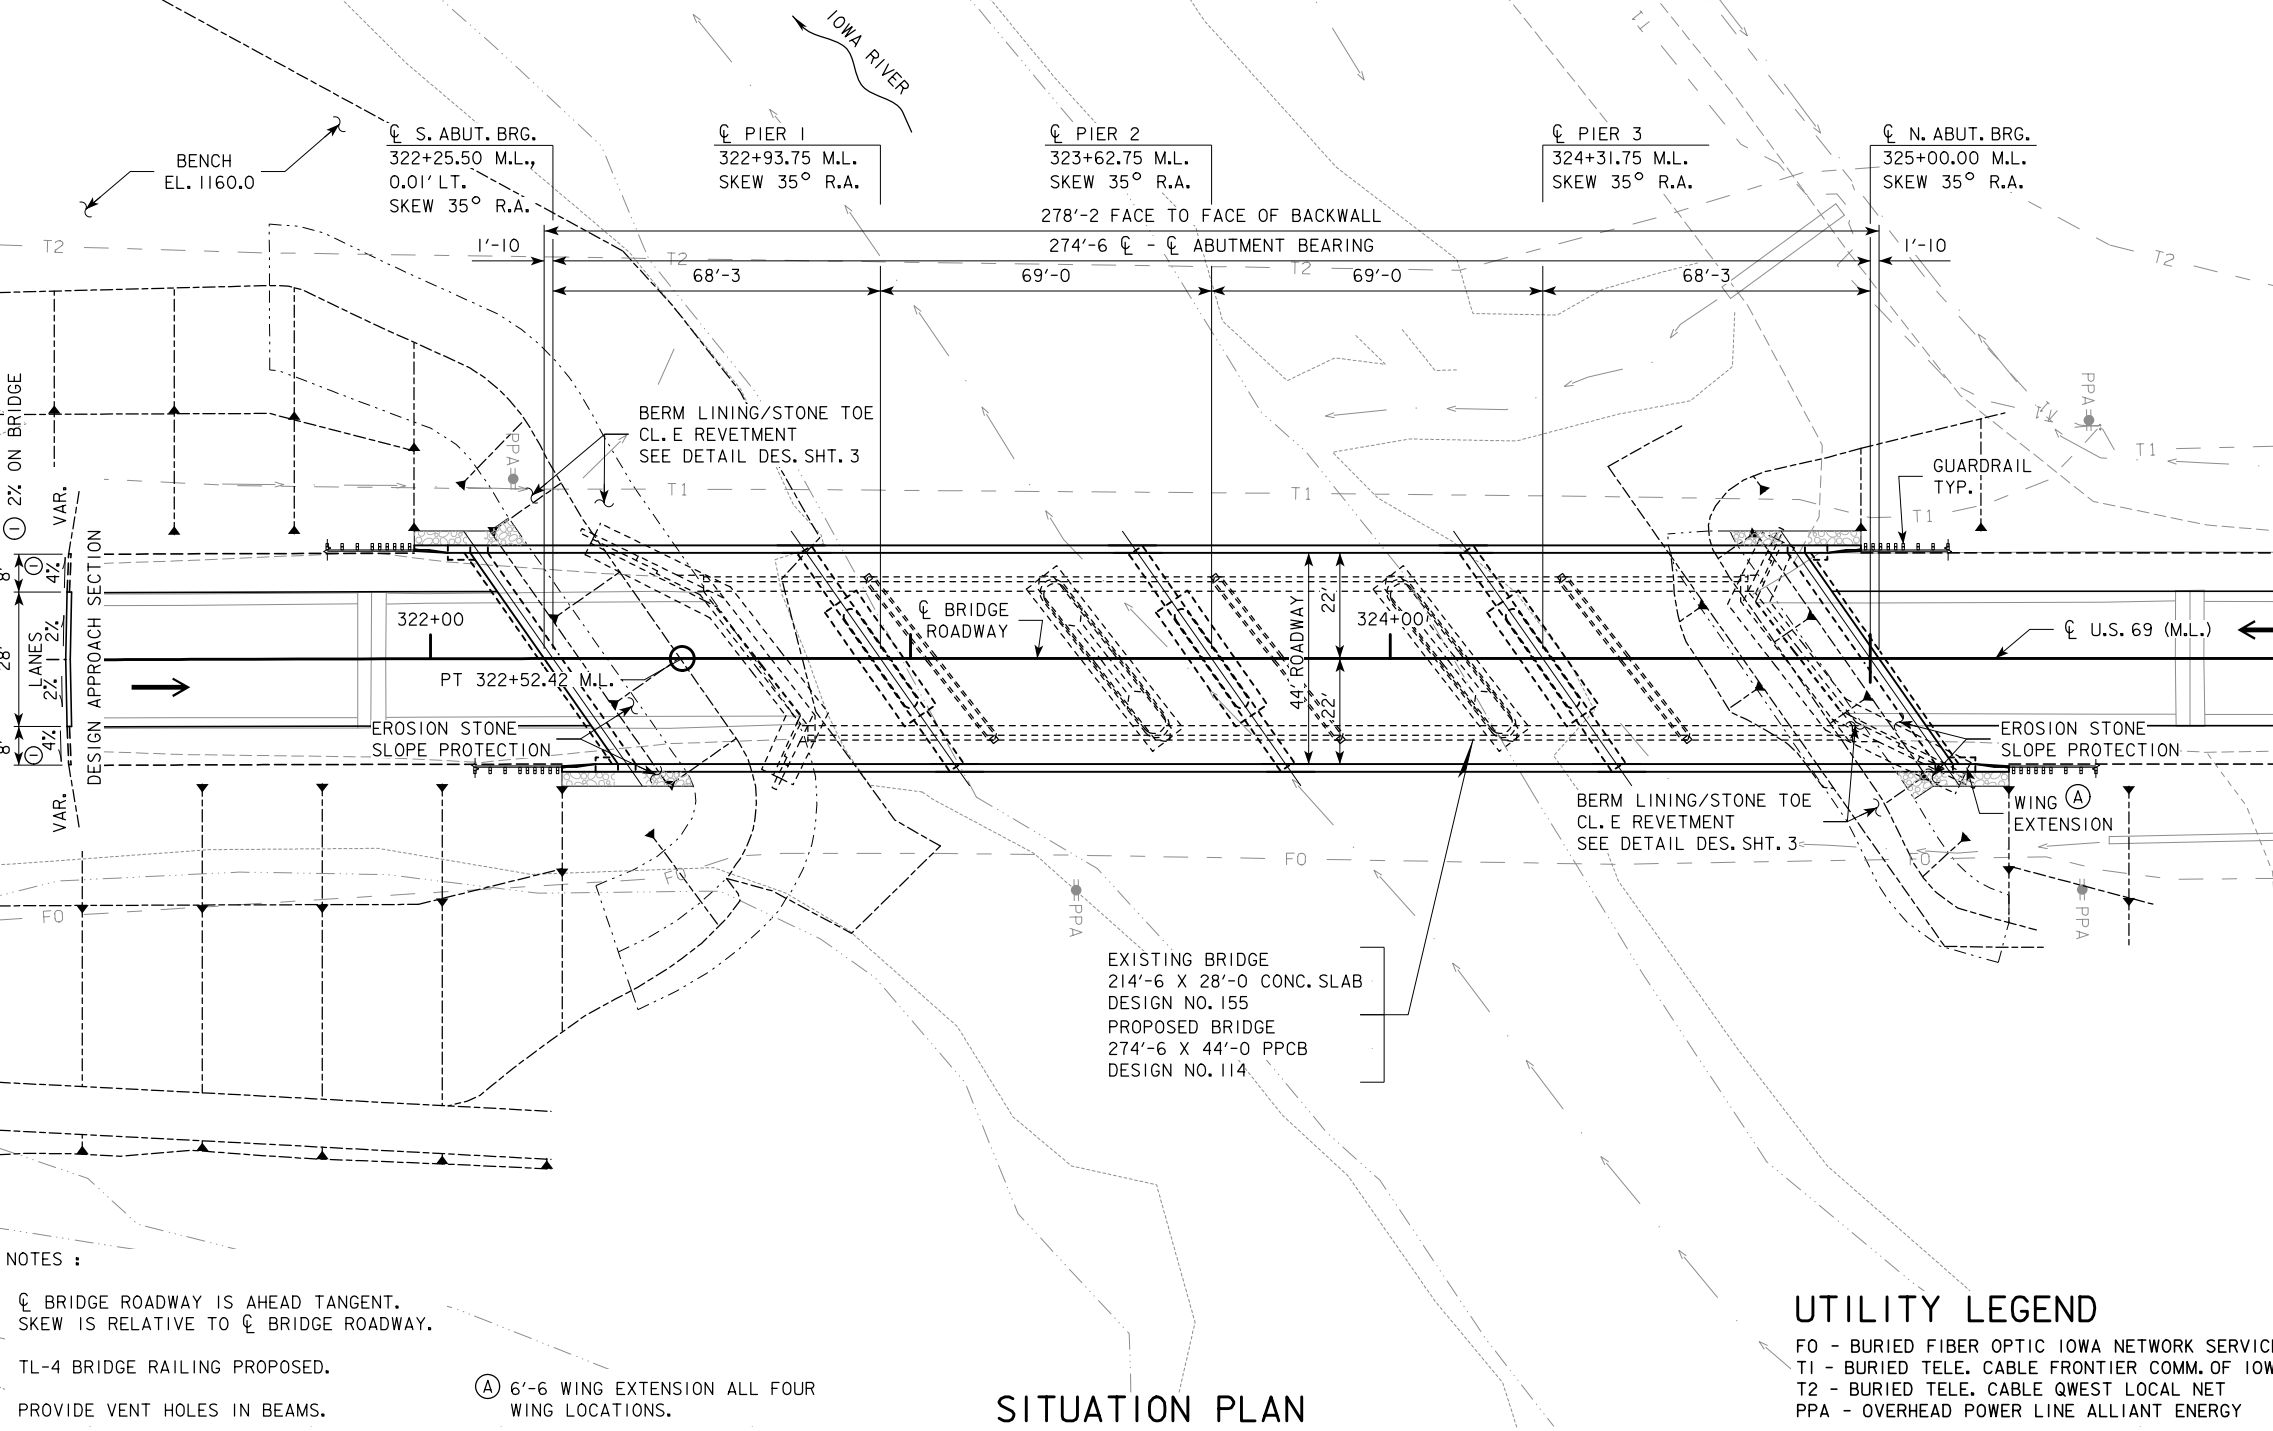 IOWA RIVER
BENCH
EL. 1160.0
℄ S. ABUT. BRG.
322+25.50 M.L.,
0.01' LT.
SKEW 35° R.A.
℄ PIER 1
322+93.75 M.L.
SKEW 35° R.A.
℄ PIER 2
323+62.75 M.L.
SKEW 35° R.A.
℄ PIER 3
324+31.75 M.L.
SKEW 35° R.A.
℄ N. ABUT. BRG.
325+00.00 M.L.
SKEW 35° R.A.
278'-2 FACE TO FACE OF BACKWALL
1'-10
274'-6 ℄ - ℄ ABUTMENT BEARING
1'-10
68'-3
69'-0
69'-0
68'-3
T2
T2
T2
T2
T1
T1
T1
T1
T1
T1
PPA
PPA
PPA
PPA
FO
FO
FO
FO
BERM LINING/STONE TOE
CL. E REVETMENT
SEE DETAIL DES. SHT. 3
GUARDRAIL
TYP.
① 2% ON BRIDGE
VAR.
8'
① 4%
28'
LANES
2% 2%
8'
① 4%
VAR.
DESIGN APPROACH SECTION
322+00
℄ BRIDGE
ROADWAY
44' ROADWAY
22'
22'
324+00
℄ U.S. 69 (M.L.)
PT 322+52.42 M.L.
EROSION STONE
SLOPE PROTECTION
EROSION STONE
SLOPE PROTECTION
BERM LINING/STONE TOE
CL. E REVETMENT
SEE DETAIL DES. SHT. 3
WING Ⓐ
EXTENSION
EXISTING BRIDGE
214'-6 X 28'-0 CONC. SLAB
DESIGN NO. 155
PROPOSED BRIDGE
274'-6 X 44'-0 PPCB
DESIGN NO. 114
NOTES :
℄ BRIDGE ROADWAY IS AHEAD TANGENT.
SKEW IS RELATIVE TO ℄ BRIDGE ROADWAY.
TL-4 BRIDGE RAILING PROPOSED.
PROVIDE VENT HOLES IN BEAMS.
Ⓐ 6'-6 WING EXTENSION ALL FOUR
WING LOCATIONS.
SITUATION PLAN
UTILITY LEGEND
FO - BURIED FIBER OPTIC IOWA NETWORK
T1 - BURIED TELE. CABLE FRONTIER COMM. OF
T2 - BURIED TELE. CABLE QWEST LOCAL NET
PPA - OVERHEAD POWER LINE ALLIANT ENERGY